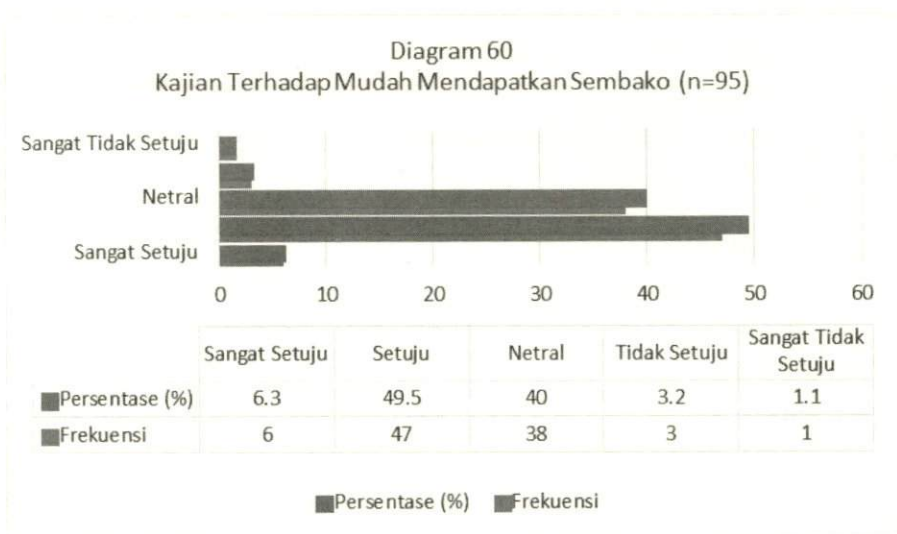 Diagram 60
Kajian Terhadap Mudah Mendapatkan Sembako (n=95)
Sangat Tidak Setuju
Netral
Sangat Setuju
0 10 20 30 40 50 60
Sangat Setuju Setuju Netral Tidak Setuju Sangat Tidak Setuju
Persentase (%) 6.3 49.5 40 3.2 1.1
Frekuensi 6 47 38 3 1
Persentase (%) Frekuensi